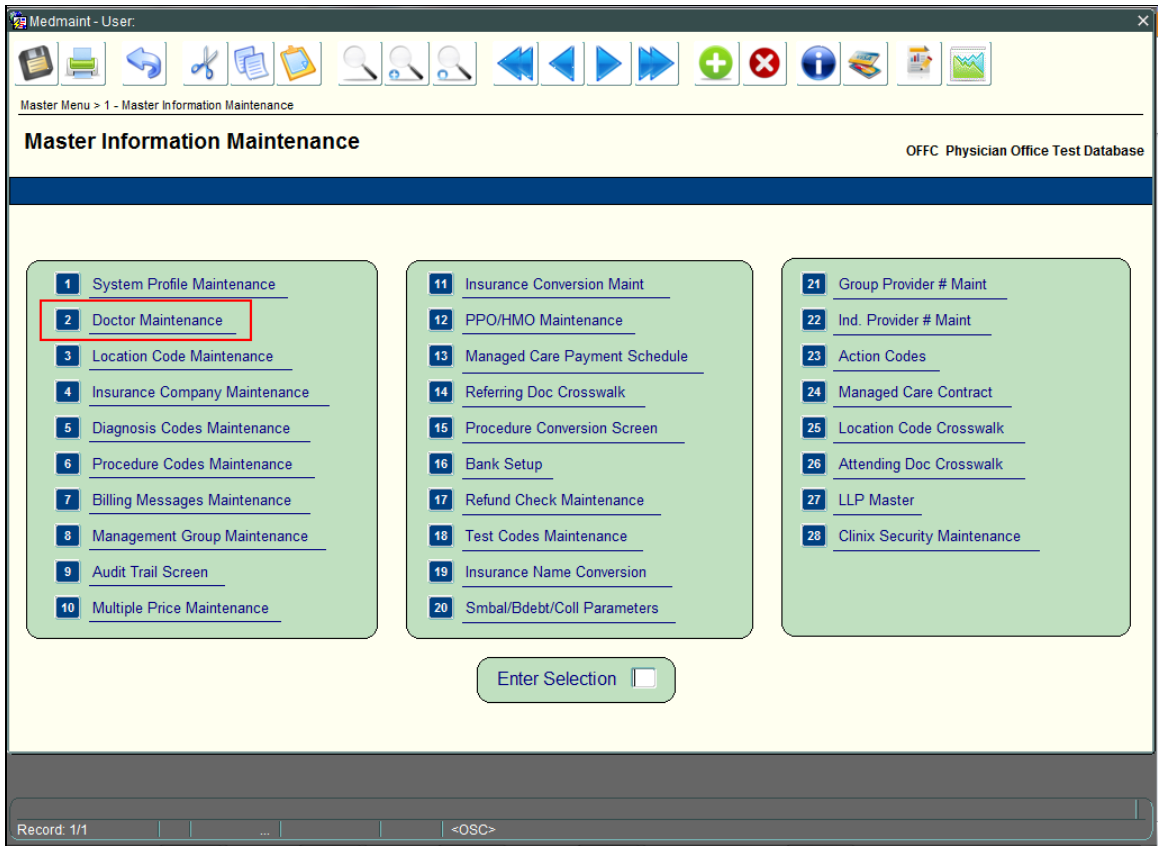 Medmaint - User:
Master Menu > 1 - Master Information Maintenance
Master Information Maintenance
OFFC Physician Office Test Database
1 System Profile Maintenance
2 Doctor Maintenance
3 Location Code Maintenance
4 Insurance Company Maintenance
5 Diagnosis Codes Maintenance
6 Procedure Codes Maintenance
7 Billing Messages Maintenance
8 Management Group Maintenance
9 Audit Trail Screen
10 Multiple Price Maintenance
11 Insurance Conversion Maint
12 PPO/HMO Maintenance
13 Managed Care Payment Schedule
14 Referring Doc Crosswalk
15 Procedure Conversion Screen
16 Bank Setup
17 Refund Check Maintenance
18 Test Codes Maintenance
19 Insurance Name Conversion
20 Smbal/Bdebt/Coll Parameters
21 Group Provider # Maint
22 Ind. Provider # Maint
23 Action Codes
24 Managed Care Contract
25 Location Code Crosswalk
26 Attending Doc Crosswalk
27 LLP Master
28 Clinix Security Maintenance
Enter Selection
Record: 1/1 ... <OSC>